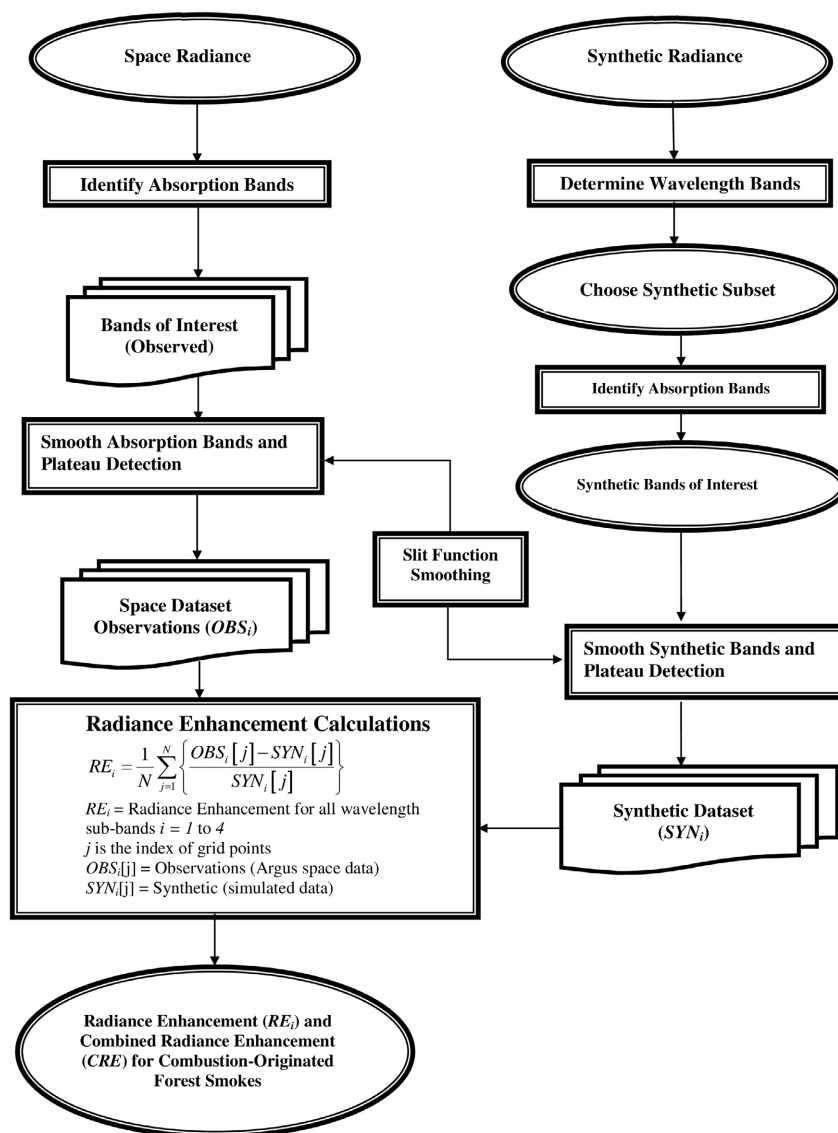 Space Radiance
Identify Absorption Bands
Bands of Interest
(Observed)
Smooth Absorption Bands and
Plateau Detection
Space Dataset
Observations (OBSᵢ)
Synthetic Radiance
Determine Wavelength Bands
Choose Synthetic Subset
Identify Absorption Bands
Synthetic Bands of Interest
Slit Function
Smoothing
Smooth Synthetic Bands and
Plateau Detection
Synthetic Dataset
(SYNᵢ)
Radiance Enhancement Calculations
REᵢ = 1/N ∑_{j=1}^{N} { (OBSᵢ[j] − SYNᵢ[j]) / SYNᵢ[j] }
REᵢ = Radiance Enhancement for all wavelength
sub-bands i = 1 to 4
j is the index of grid points
OBSᵢ[j] = Observations (Argus space data)
SYNᵢ[j] = Synthetic (simulated data)
Radiance Enhancement (REᵢ) and
Combined Radiance Enhancement
(CRE) for Combustion-Originated
Forest Smokes